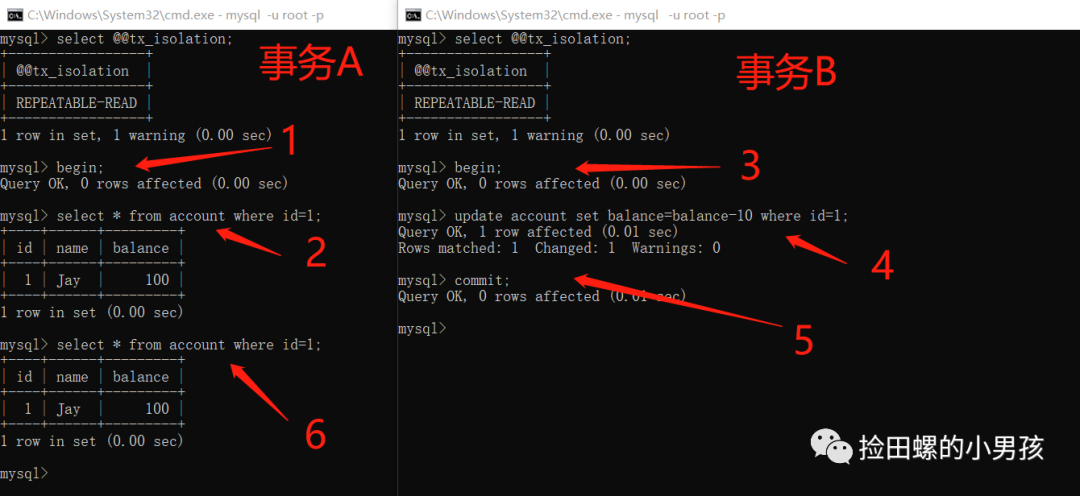 C:\Windows\System32\cmd.exe - mysql -u root -p
mysql> select @@tx_isolation;
事务A
+-----------------+
| @@tx_isolation |
+-----------------+
| REPEATABLE-READ |
+-----------------+
1 row in set, 1 warning (0.00 sec)
1
mysql> begin;
Query OK, 0 rows affected (0.00 sec)
mysql> select * from account where id=1;
+----+------+---------+
| id | name | balance |
2
+----+------+---------+
| 1 | Jay | 100 |
+----+------+---------+
1 row in set (0.00 sec)
mysql> select * from account where id=1;
+----+------+---------+
| id | name | balance |
+----+------+---------+
| 1 | Jay | 100 |
6
+----+------+---------+
1 row in set (0.00 sec)
mysql>
C:\Windows\System32\cmd.exe - mysql -u root -p
mysql> select @@tx_isolation;
+-----------------+
| @@tx_isolation |
事务B
+-----------------+
| REPEATABLE-READ |
+-----------------+
1 row in set, 1 warning (0.00 sec)
mysql> begin;
3
Query OK, 0 rows affected (0.00 sec)
mysql> update account set balance=balance-10 where id=1;
Query OK, 1 row affected (0.01 sec)
Rows matched: 1 Changed: 1 Warnings: 0
4
mysql> commit;
Query OK, 0 rows affected (0.01 sec)
mysql>
5
捡田螺的小男孩